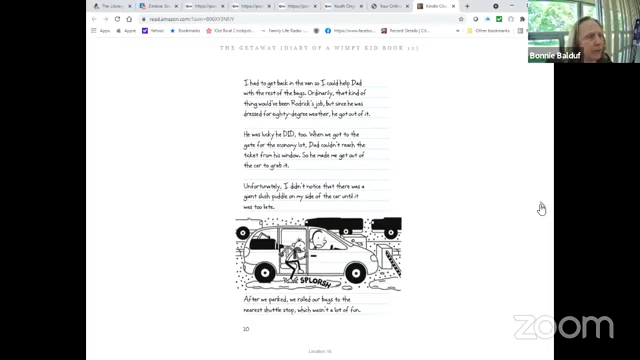 read.amazon.com
Other bookmarks
THE GETAWAY (DIARY OF A WIMPY KID BOOK 12)
Bonnie Balduf
I had to get back in the van so I could help Dad
with the rest of the bags. Ordinarily, that kind of
thing would've been Rodrick's job, but since he was
dressed for eighty-degree weather, he got out of it.
He was lucky he DID, too. When we got to the
gate for the economy lot, Dad couldn't reach the
ticket from his window. So he made me get out of
the car to grab it.
Unfortunately, I didn't notice that there was a
giant slush puddle on my side of the car until it
was too late.
SPLORSH
After we parked, we rolled our bags to the
nearest shuttle stop, which wasn't a lot of fun.
10
Location 16
zoom